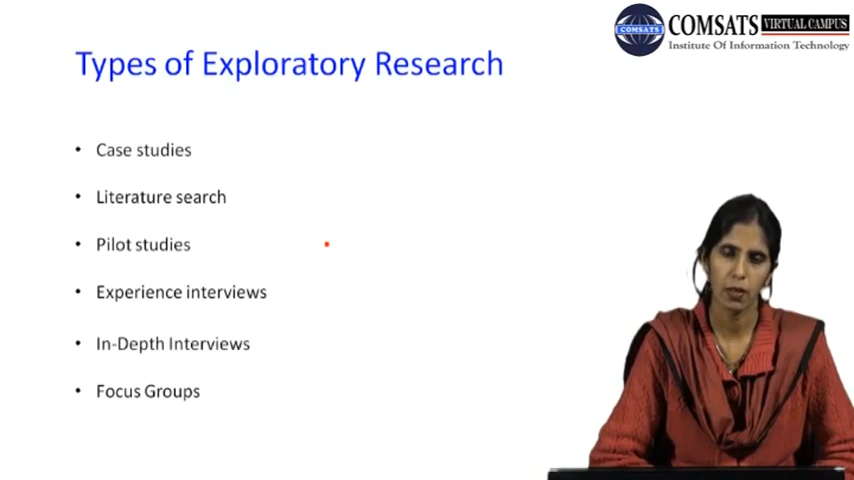 COMSATS VIRTUAL CAMPUS
COMSATS
Institute Of Information Technology
Types of Exploratory Research
• Case studies
• Literature search
• Pilot studies
• Experience interviews
• In-Depth Interviews
• Focus Groups